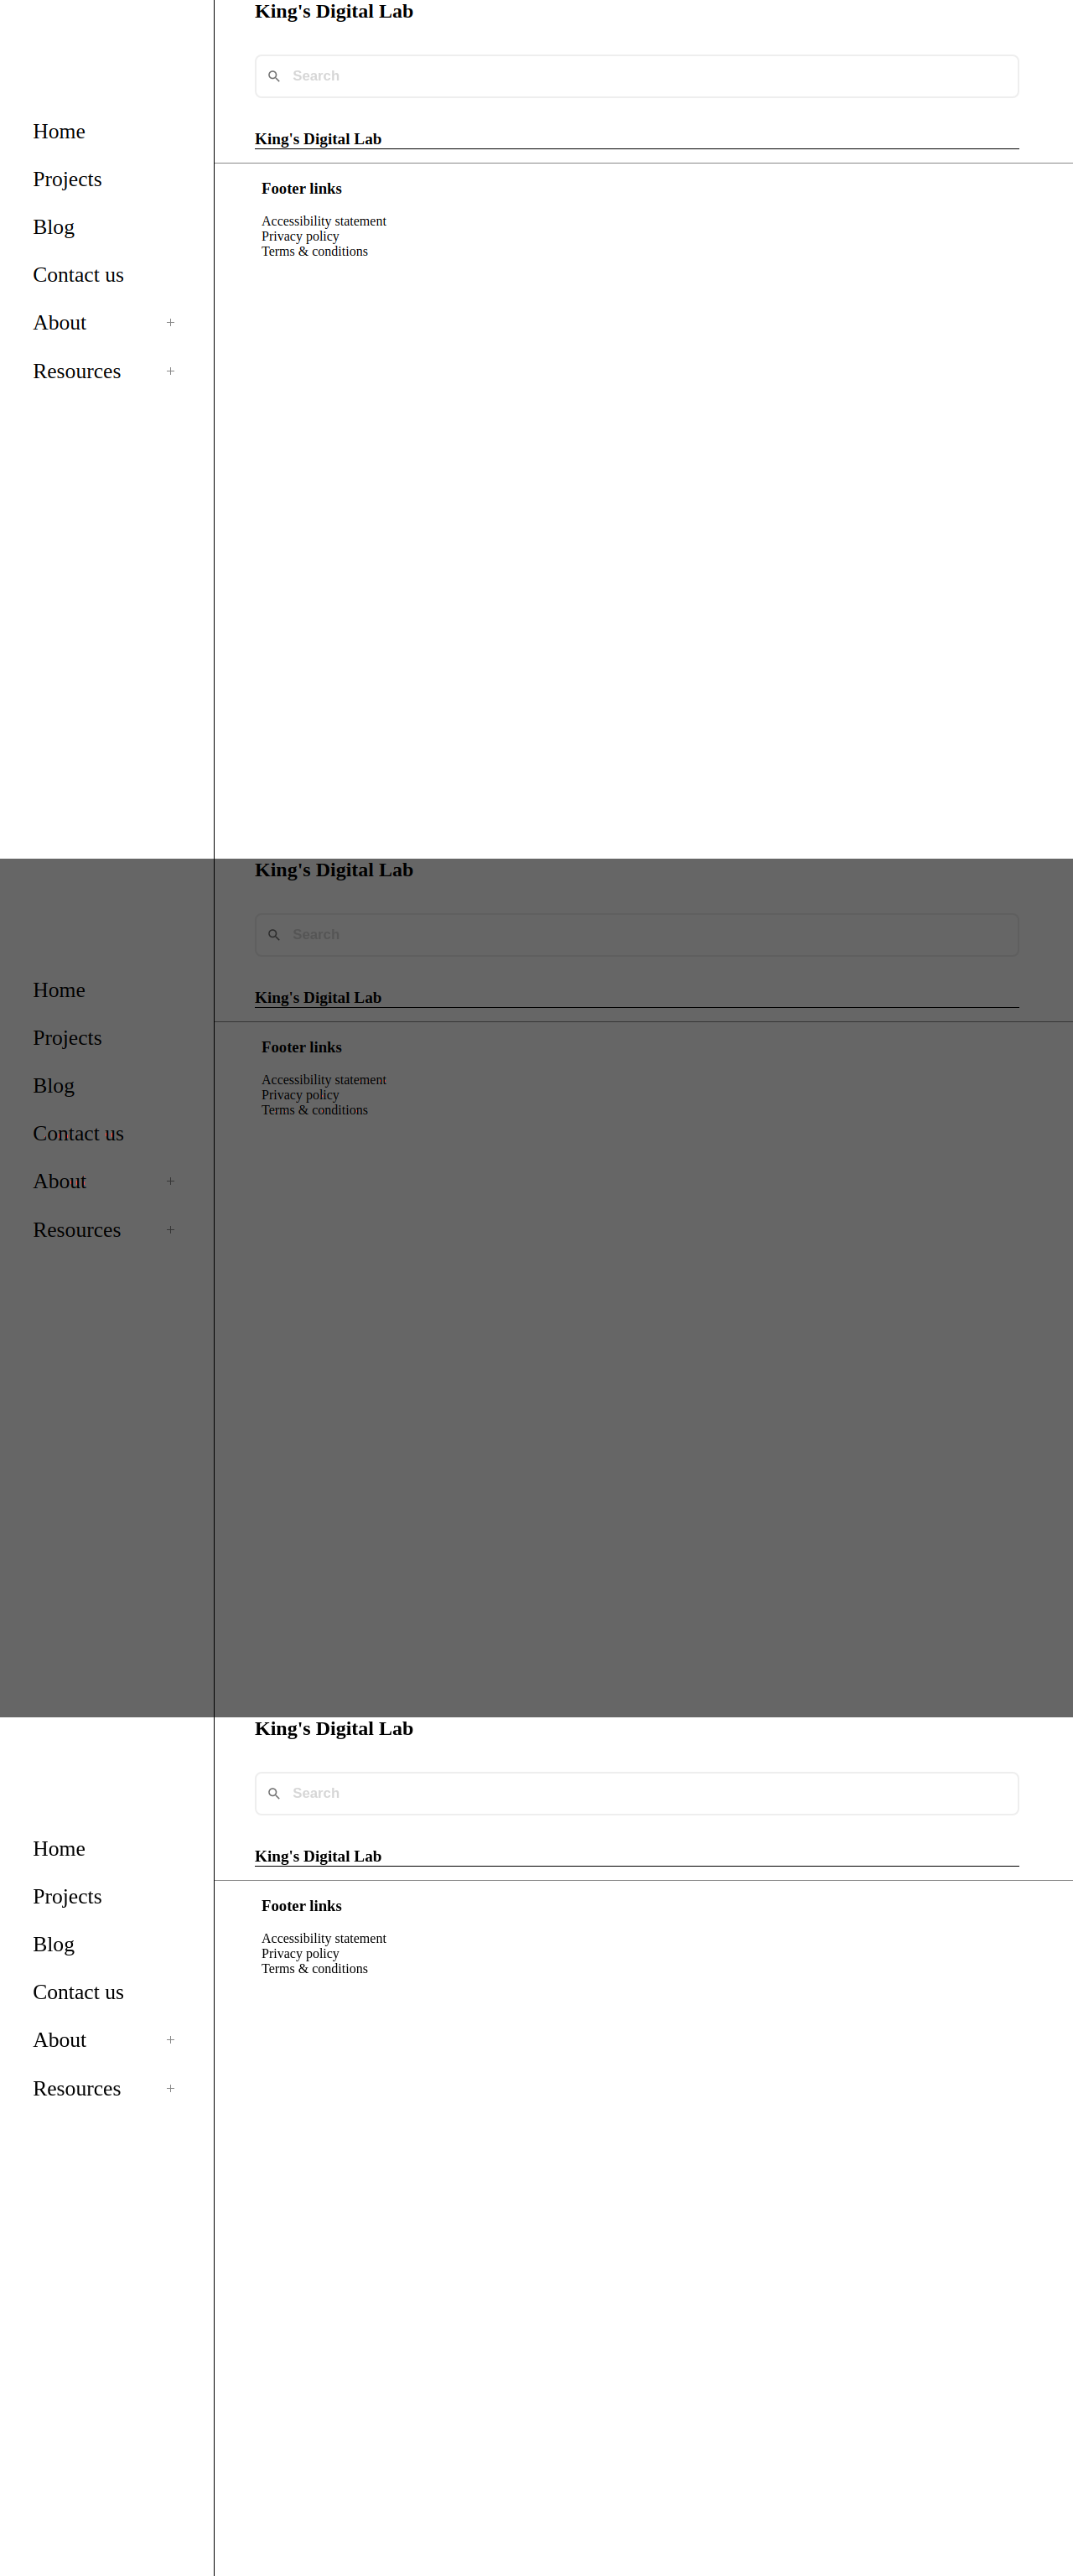 King's Digital Lab
Search
Home
Projects
Blog
Contact us
About +
Resources +
King's Digital Lab
Footer links
Accessibility statement
Privacy policy
Terms & conditions
King's Digital Lab
Search
Home
Projects
Blog
Contact us
About +
Resources +
King's Digital Lab
Footer links
Accessibility statement
Privacy policy
Terms & conditions
King's Digital Lab
Search
Home
Projects
Blog
Contact us
About +
Resources +
King's Digital Lab
Footer links
Accessibility statement
Privacy policy
Terms & conditions